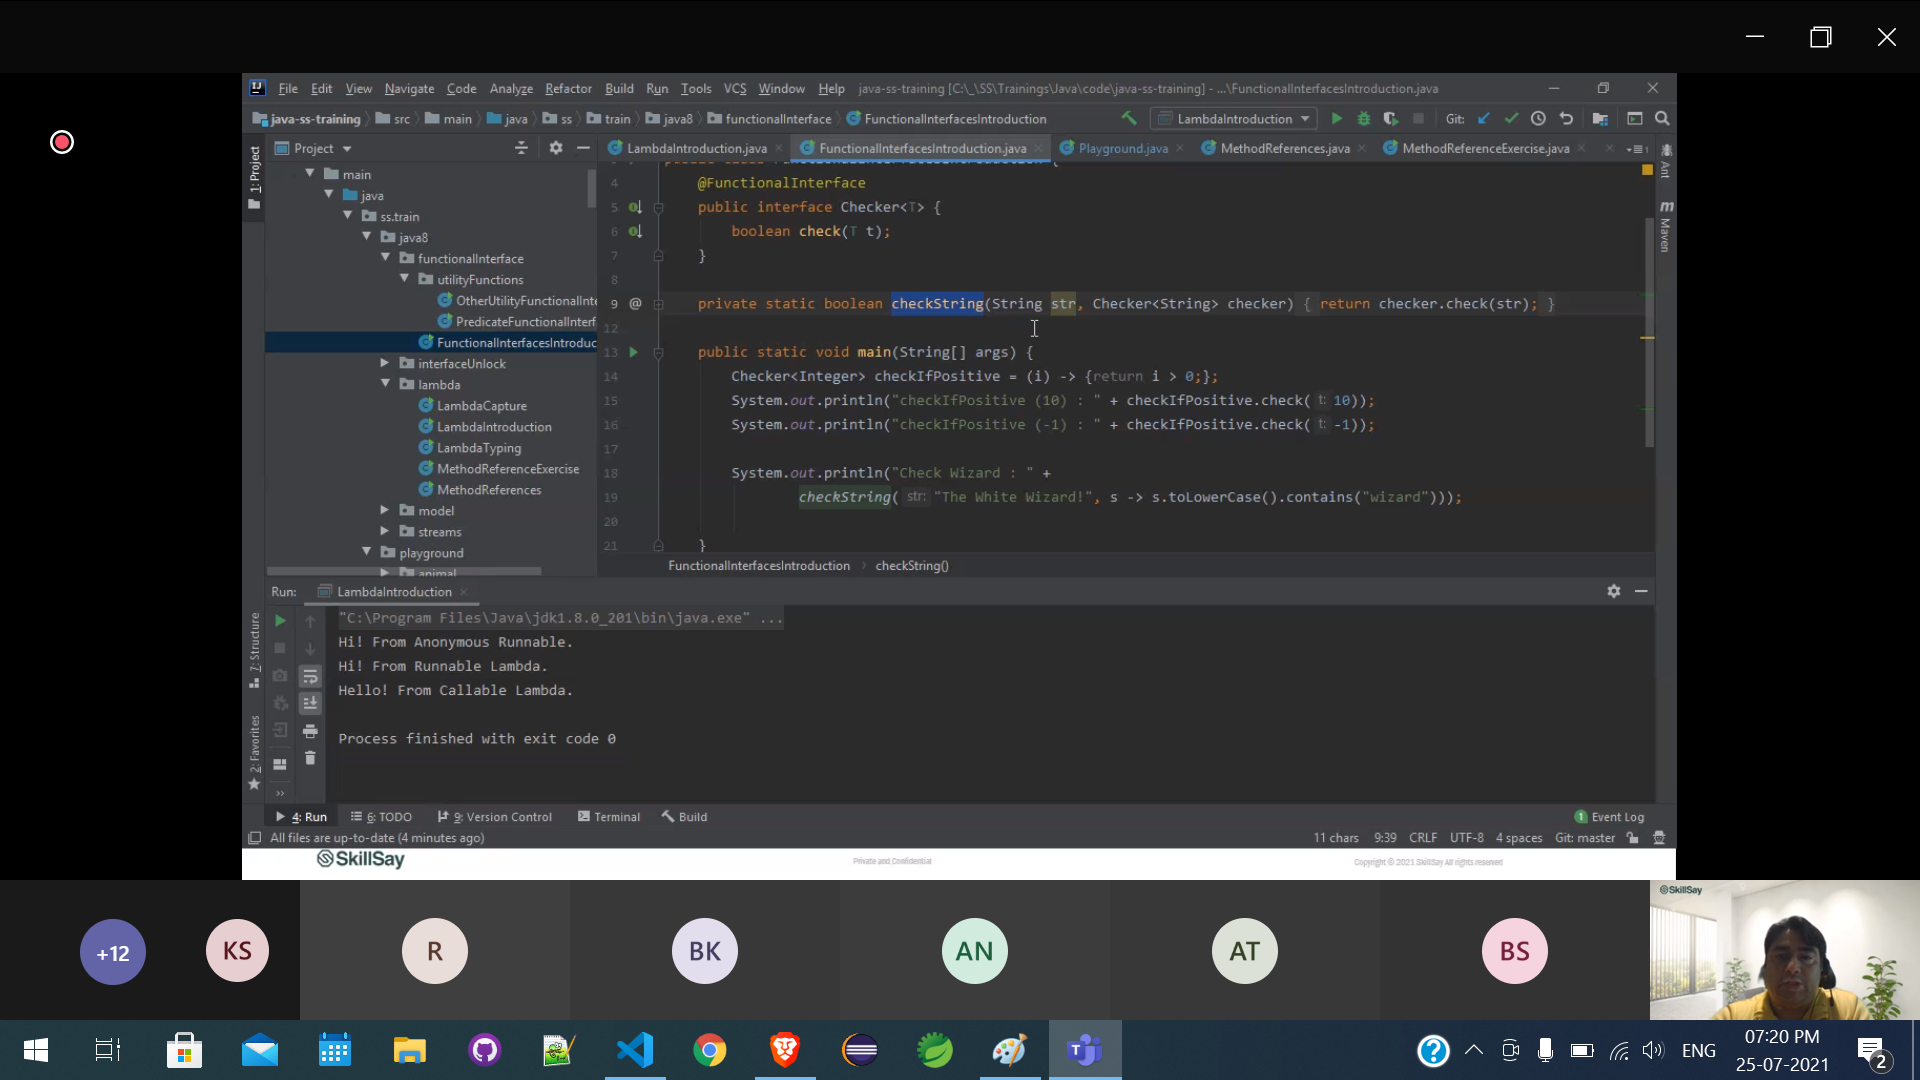 File Edit View Navigate Code Analyze Refactor Build Run Tools VCS Window Help java-ss-training [C:\_\SS\Trainings\Java\code\java-ss-training] - ...\FunctionalInterfacesIntroduction.java
java-ss-training src main java ss train java8 functionalInterface FunctionalInterfacesIntroduction LambdaIntroduction Git:
1: Project
Project
LambdaIntroduction.java FunctionalInterfacesIntroduction.java Playground.java MethodReferences.java MethodReferenceExercise.java
Ant
Maven
main
java
ss.train
java8
functionalInterface
utilityFunctions
OtherUtilityFunctionalInte
PredicateFunctionalInterf
FunctionalInterfacesIntroduc
interfaceUnlock
lambda
LambdaCapture
LambdaIntroduction
LambdaTyping
MethodReferenceExercise
MethodReferences
model
streams
playground
animal
4 @FunctionalInterface
5 public interface Checker<T> {
6 boolean check(T t);
7 }
8
9 @ private static boolean checkString(String str, Checker<String> checker) { return checker.check(str); }
12
13 public static void main(String[] args) {
14 Checker<Integer> checkIfPositive = (i) -> {return i > 0;};
15 System.out.println("checkIfPositive (10) : " + checkIfPositive.check( t: 10));
16 System.out.println("checkIfPositive (-1) : " + checkIfPositive.check( t: -1));
17
18 System.out.println("Check Wizard : " +
19 checkString( str: "The White Wizard!", s -> s.toLowerCase().contains("wizard")));
20
21 }
FunctionalInterfacesIntroduction checkString()
Run: LambdaIntroduction
7: Structure
2: Favorites
"C:\Program Files\Java\jdk1.8.0_201\bin\java.exe" ...
Hi! From Anonymous Runnable.
Hi! From Runnable Lambda.
Hello! From Callable Lambda.
Process finished with exit code 0
4: Run 6: TODO 9: Version Control Terminal Build 1 Event Log
All files are up-to-date (4 minutes ago) 11 chars 9:39 CRLF UTF-8 4 spaces Git: master
SkillSay Private and Confidential Copyright © 2021 SkillSay All rights reserved
+12 KS R BK AN AT BS SkillSay
ENG 07:20 PM
25-07-2021 2